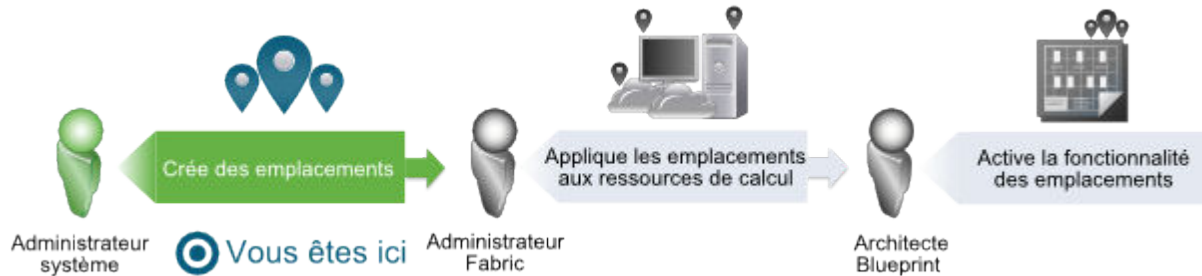 Crée des emplacements
Applique les emplacements
aux ressources de calcul
Active la fonctionnalité
des emplacements
Administrateur
système
Vous êtes ici
Administrateur
Fabric
Architecte
Blueprint